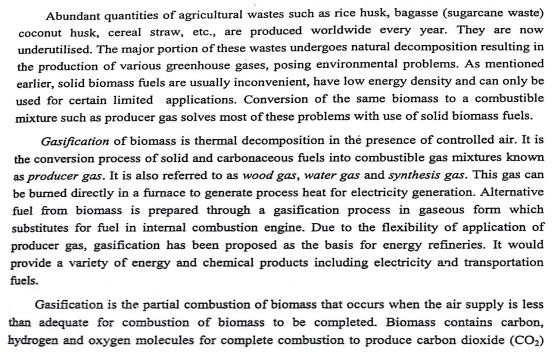 Abundant quantities of agricultural wastes such as rice husk, bagasse (sugarcane waste)
coconut husk, cereal straw, etc., are produced worldwide every year. They are now
underutilised. The major portion of these wastes undergoes natural decomposition resulting in
the production of various greenhouse gases, posing environmental problems. As mentioned
earlier, solid biomass fuels are usually inconvenient, have low energy density and can only be
used for certain limited applications. Conversion of the same biomass to a combustible
mixture such as producer gas solves most of these problems with use of solid biomass fuels.
Gasification of biomass is thermal decomposition in the presence of controlled air. It is
the conversion process of solid and carbonaceous fuels into combustible gas mixtures known
as producer gas. It is also referred to as wood gas, water gas and synthesis gas. This gas can
be burned directly in a furnace to generate process heat for electricity generation. Alternative
fuel from biomass is prepared through a gasification process in gaseous form which
substitutes for fuel in internal combustion engine. Due to the flexibility of application of
producer gas, gasification has been proposed as the basis for energy refineries. It would
provide a variety of energy and chemical products including electricity and transportation
fuels.
Gasification is the partial combustion of biomass that occurs when the air supply is less
than adequate for combustion of biomass to be completed. Biomass contains carbon,
hydrogen and oxygen molecules for complete combustion to produce carbon dioxide (CO₂)